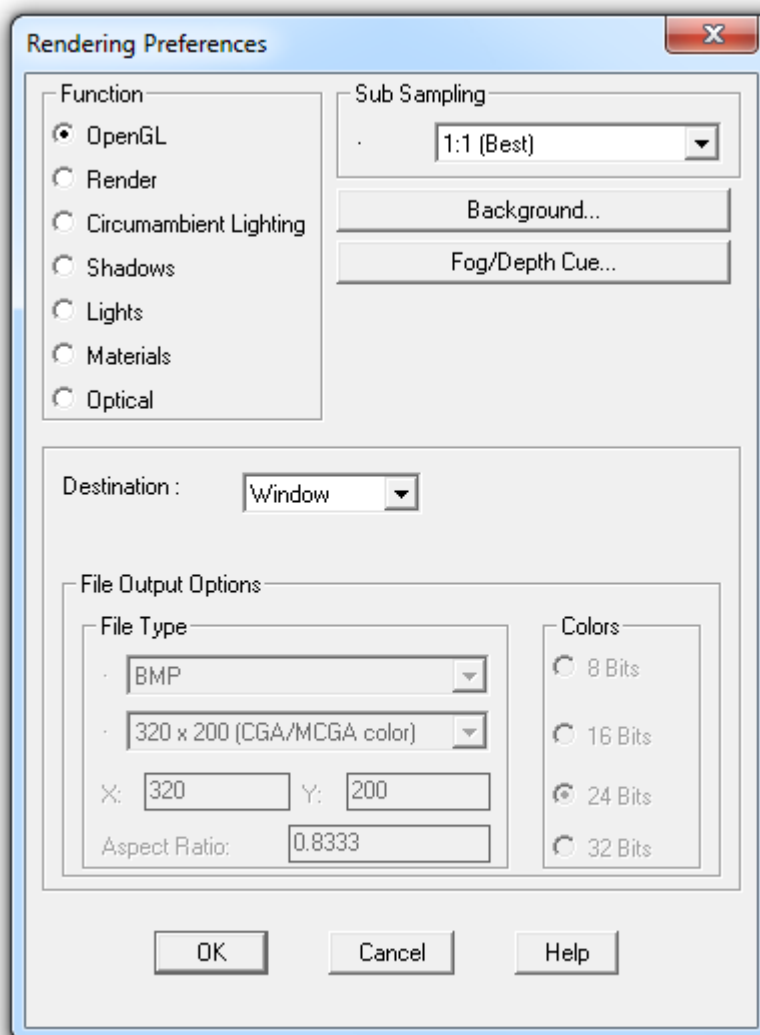 Rendering Preferences
Function
OpenGL
Render
Circumambient Lighting
Shadows
Lights
Materials
Optical
Sub Sampling
1:1 (Best)
Background...
Fog/Depth Cue...
Destination :
Window
File Output Options
File Type
BMP
320 x 200 (CGA/MCGA color)
X: 320 Y: 200
Aspect Ratio: 0.8333
Colors
8 Bits
16 Bits
24 Bits
32 Bits
OK Cancel Help